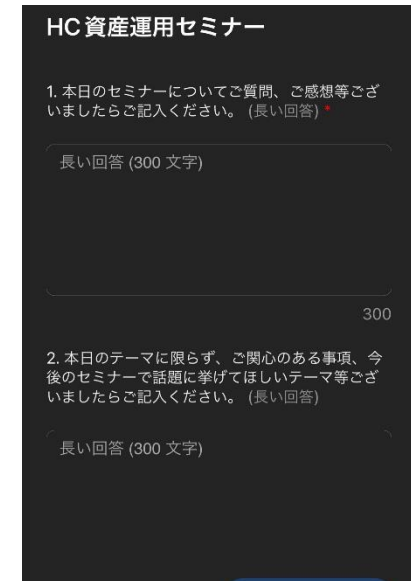 HC資産運用セミナー
1. 本日のセミナーについてご質問、ご感想等ござ
いましたらご記入ください。 (長い回答) *
長い回答 (300 文字)
300
2. 本日のテーマに限らず、ご関心のある事項、今
後のセミナーで話題に挙げてほしいテーマ等ござ
いましたらご記入ください。 (長い回答)
長い回答 (300 文字)